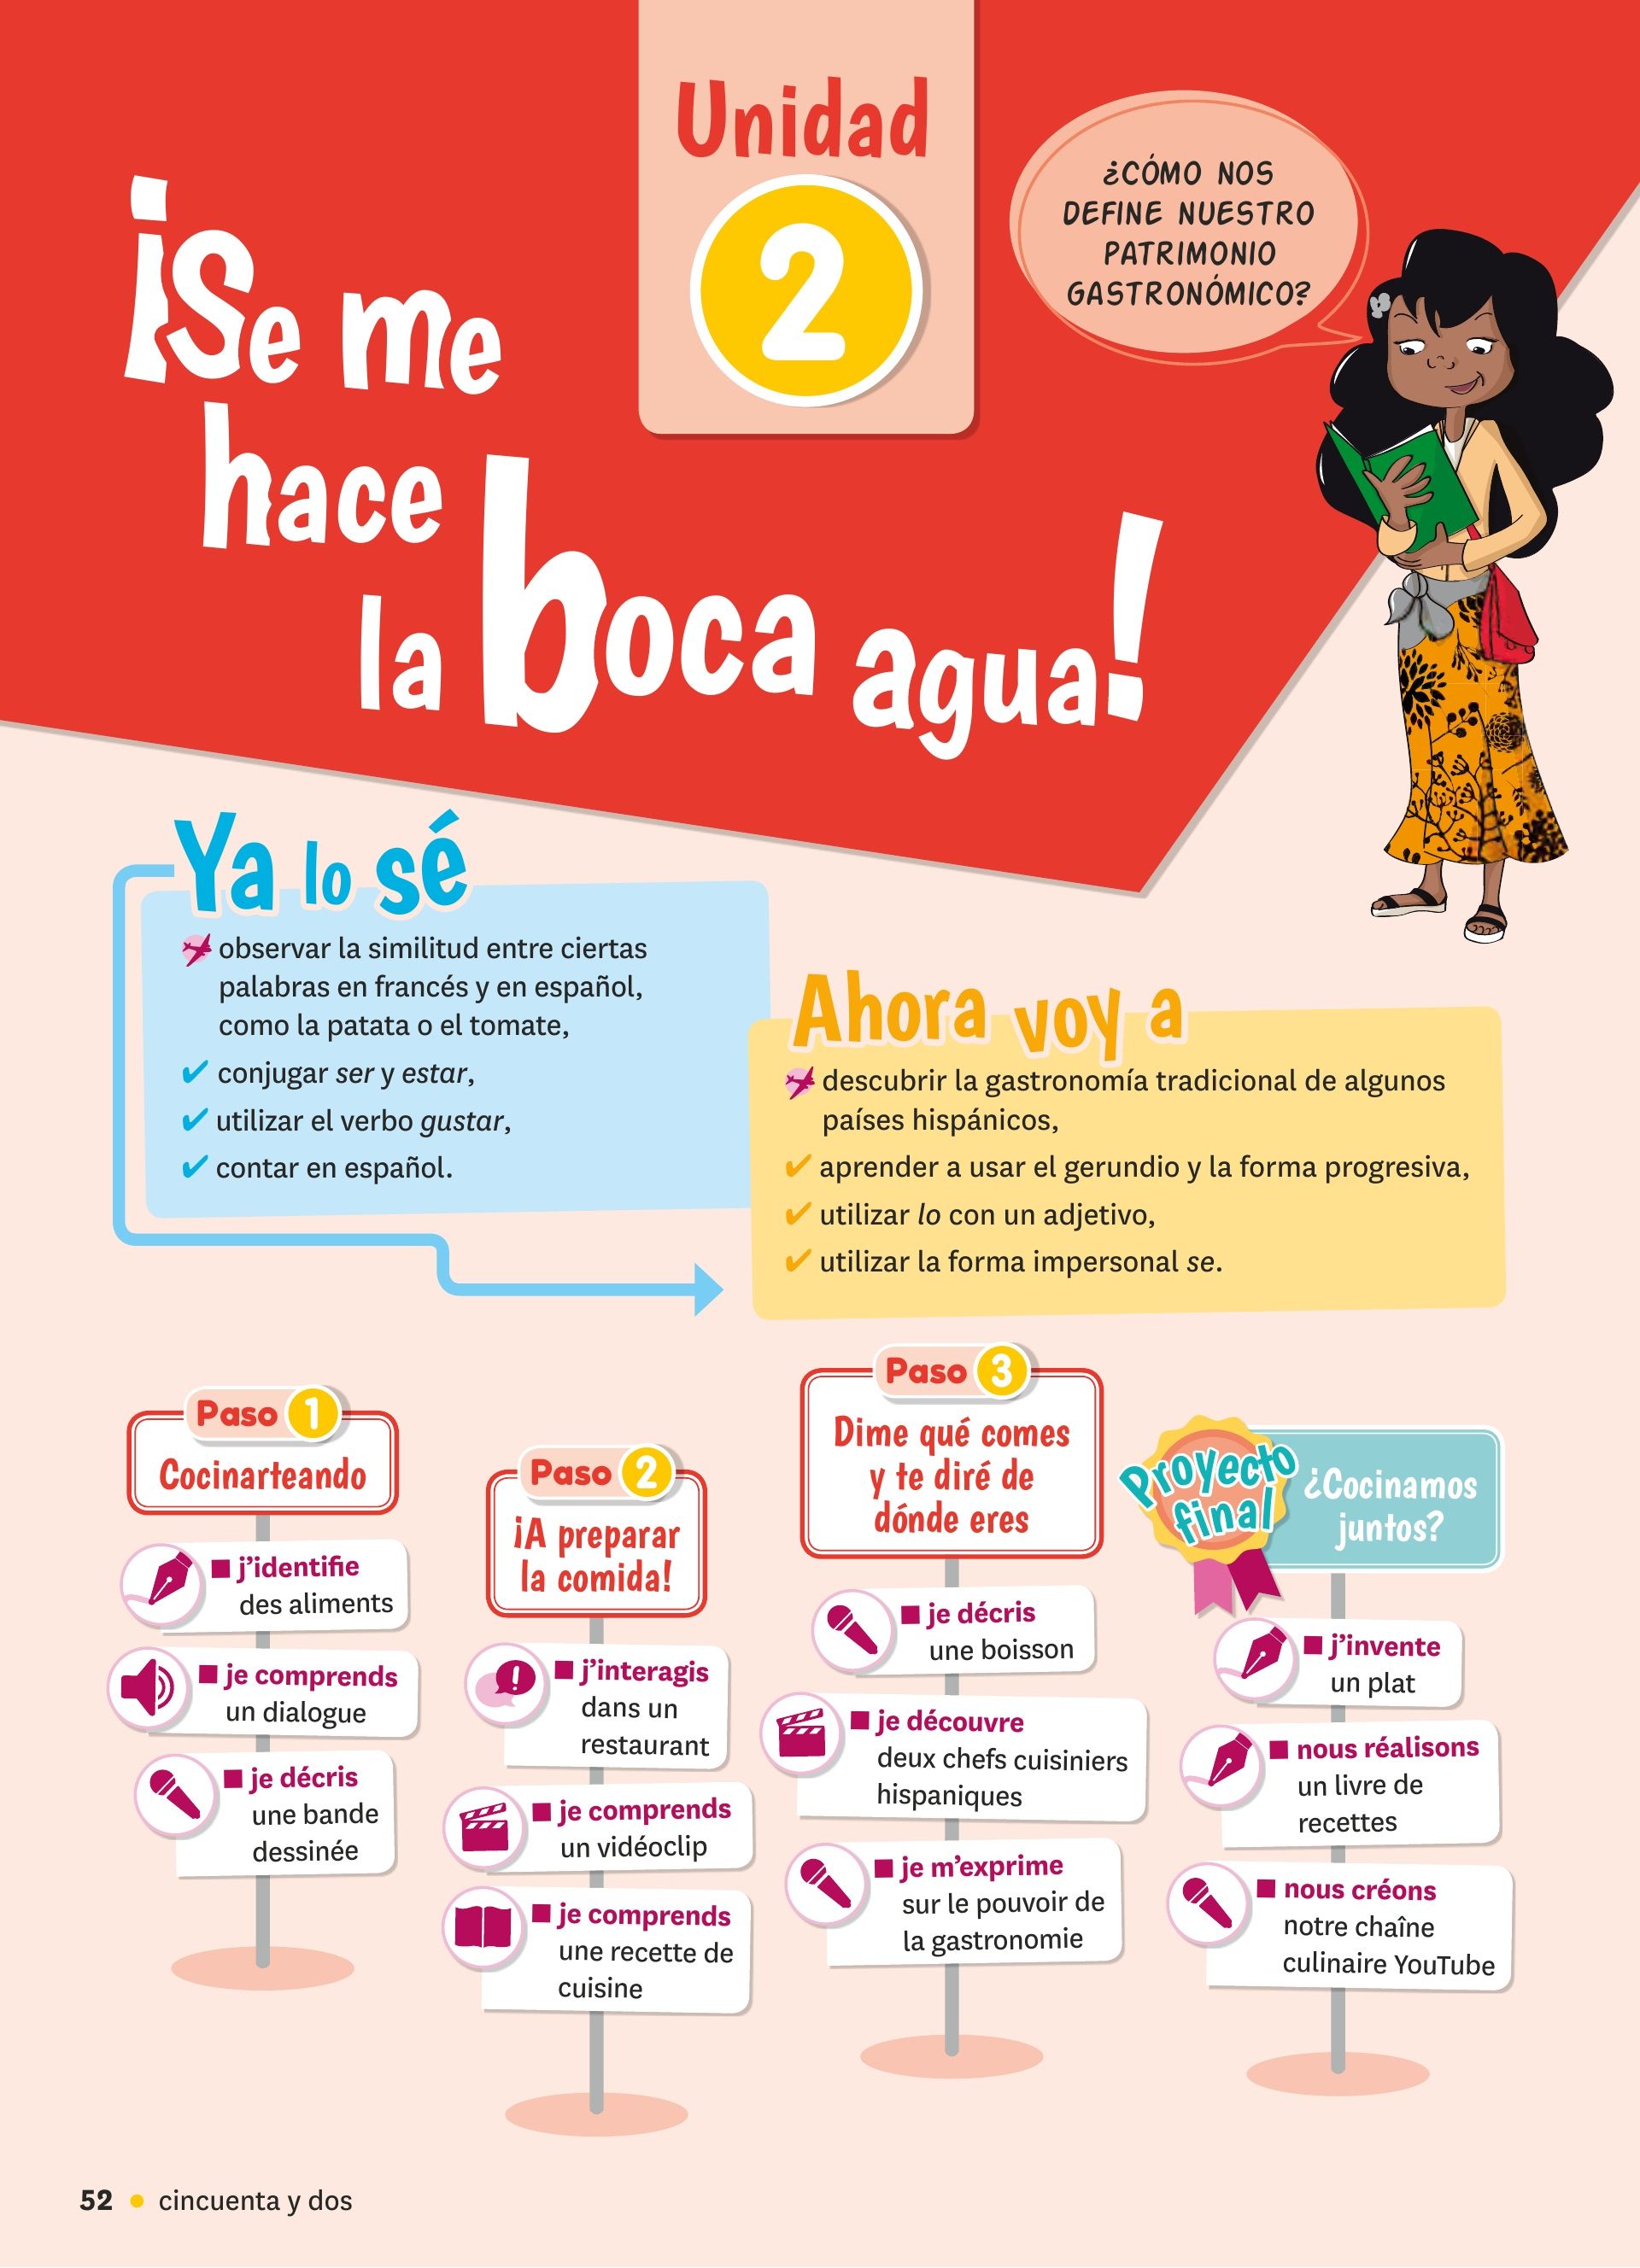 Unidad
2
¡Se me
hace
la boca agua!
¿CÓMO NOS
DEFINE NUESTRO
PATRIMONIO
GASTRONÓMICO?
Ya lo sé
observar la similitud entre ciertas
palabras en francés y en español,
como la patata o el tomate,
✔ conjugar ser y estar,
✔ utilizar el verbo gustar,
✔ contar en español.
Ahora voy a
descubrir la gastronomía tradicional de algunos
países hispánicos,
✔ aprender a usar el gerundio y la forma progresiva,
✔ utilizar lo con un adjetivo,
✔ utilizar la forma impersonal se.
Paso 1
Cocinarteando
■ j'identifie
des aliments
■ je comprends
un dialogue
■ je décris
une bande
dessinée
Paso 2
¡A preparar
la comida!
■ j'interagis
dans un
restaurant
■ je comprends
un vidéoclip
■ je comprends
une recette de
cuisine
Paso 3
Dime qué comes
y te diré de
dónde eres
■ je décris
une boisson
■ je découvre
deux chefs cuisiniers
hispaniques
■ je m'exprime
sur le pouvoir de
la gastronomie
Proyecto
final
¿Cocinamos
juntos?
■ j'invente
un plat
■ nous réalisons
un livre de
recettes
■ nous créons
notre chaîne
culinaire YouTube
52 • cincuenta y dos